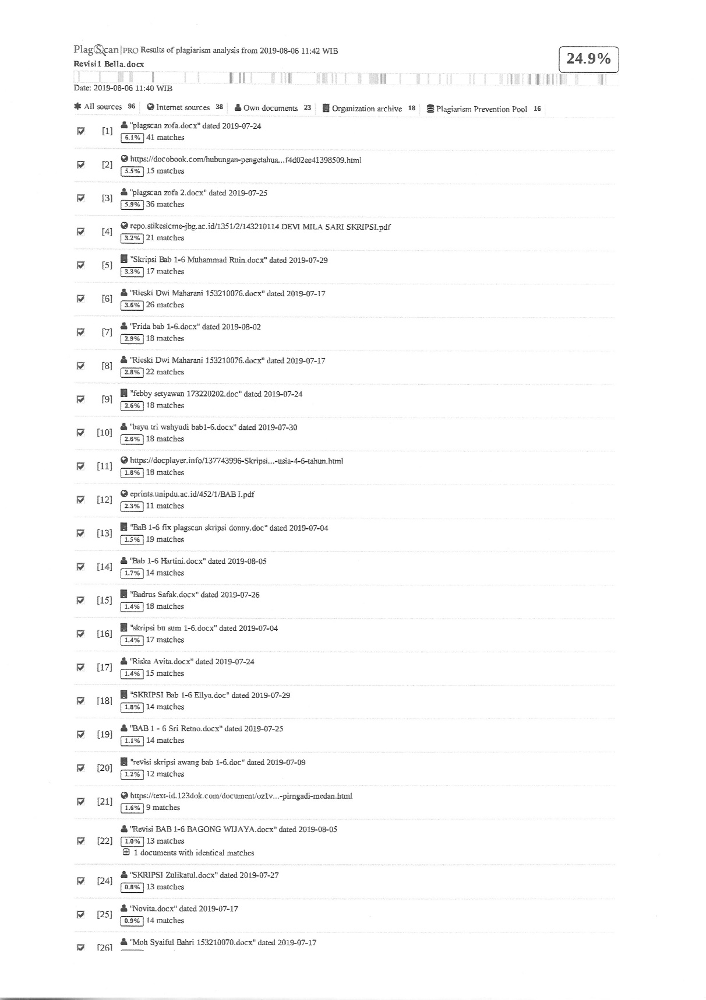 PlagScan|PRO Results of plagiarism analysis from 2019-08-06 11:42 WIB
24.9%
Revisi1 Bella.docx
Date: 2019-08-06 11:40 WIB
All sources 96 Internet sources 38 Own documents 23 Organization archive 18 Plagiarism Prevention Pool 16
[1] "plagscan zofa.docx" dated 2019-07-24
6.1% 41 matches
[2] https://docobook.com/hubungan-pengetahua...f4d02ee41398509.html
5.5% 15 matches
[3] "plagscan zofa 2.docx" dated 2019-07-25
5.9% 36 matches
[4] repo.stikesicme-jbg.ac.id/1351/2/143210114 DEVI MILA SARI SKRIPSI.pdf
3.2% 21 matches
[5] "Skripsi Bab 1-6 Muhammad Ruin.docx" dated 2019-07-29
3.3% 17 matches
[6] "Rieski Dwi Maharani 153210076.docx" dated 2019-07-17
3.6% 26 matches
[7] "Frida bab 1-6.docx" dated 2019-08-02
2.9% 18 matches
[8] "Rieski Dwi Maharani 153210076.docx" dated 2019-07-17
2.8% 22 matches
[9] "febby setyawan 173220202.doc" dated 2019-07-24
2.6% 18 matches
[10] "bayu tri wahyudi bab1-6.docx" dated 2019-07-30
2.6% 18 matches
[11] https://docplayer.info/137743996-Skripsi...-usia-4-6-tahun.html
1.8% 18 matches
[12] eprints.unipdu.ac.id/452/1/BAB I.pdf
2.3% 11 matches
[13] "BaB 1-6 fix plagscan skripsi donny.doc" dated 2019-07-04
1.5% 19 matches
[14] "Bab 1-6 Hartini.docx" dated 2019-08-05
1.7% 14 matches
[15] "Badrus Safak.docx" dated 2019-07-26
1.4% 18 matches
[16] "skripsi bu sum 1-6.docx" dated 2019-07-04
1.4% 17 matches
[17] "Riska Avita.docx" dated 2019-07-24
1.4% 15 matches
[18] "SKRIPSI Bab 1-6 Ellya.doc" dated 2019-07-29
1.8% 14 matches
[19] "BAB 1 - 6 Sri Retno.docx" dated 2019-07-25
1.1% 14 matches
[20] "revisi skripsi awang bab 1-6.doc" dated 2019-07-09
1.2% 12 matches
[21] https://text-id.123dok.com/document/oz1v...-pirngadi-medan.html
1.6% 9 matches
[22] "Revisi BAB 1-6 BAGONG WIJAYA.docx" dated 2019-08-05
1.0% 13 matches
1 documents with identical matches
[24] "SKRIPSI Zulikatul.docx" dated 2019-07-27
0.8% 13 matches
[25] "Novita.docx" dated 2019-07-17
0.9% 14 matches
[26] "Moh Syaiful Bahri 153210070.docx" dated 2019-07-17